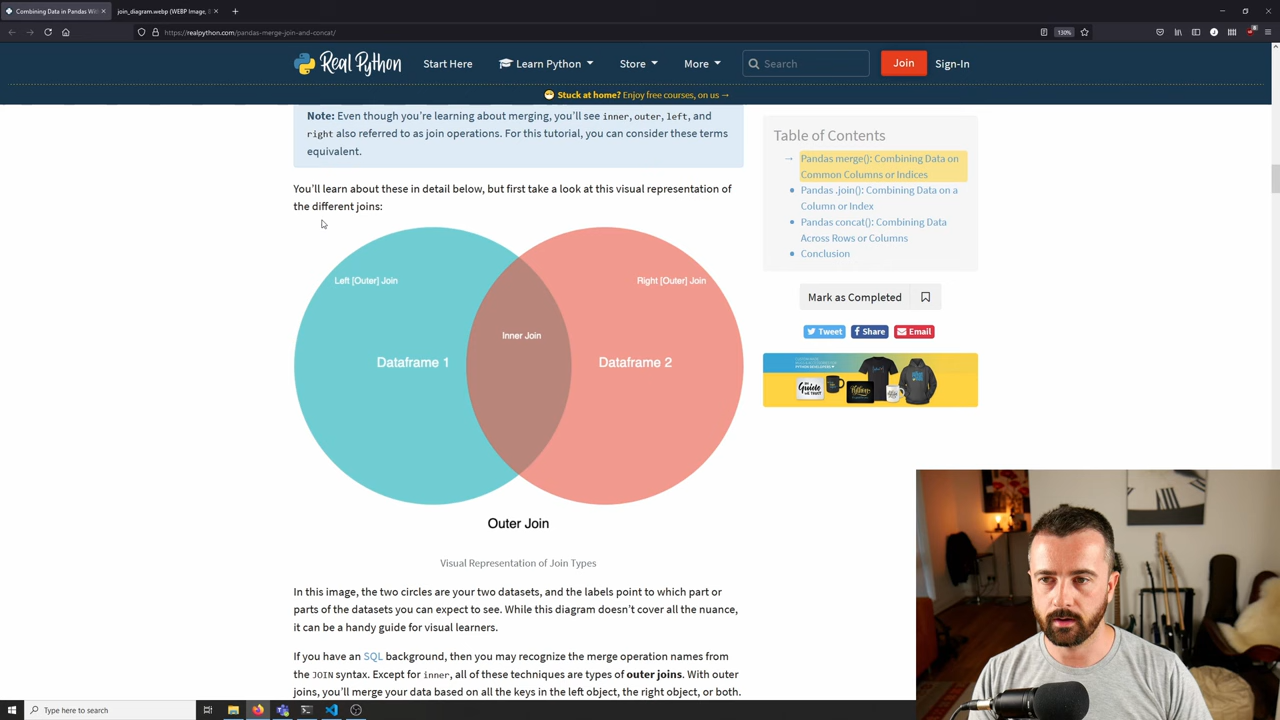 Combining Data in Pandas Wit
join_diagram.webp (WEBP Image,
https://realpython.com/pandas-merge-join-and-concat/
130%
Real Python
Start Here
Learn Python
Store
More
Search
Join
Sign-In
Stuck at home? Enjoy free courses, on us →
Note: Even though you're learning about merging, you'll see inner, outer, left, and
right also referred to as join operations. For this tutorial, you can consider these terms
equivalent.
You'll learn about these in detail below, but first take a look at this visual representation of
the different joins:
Left [Outer] Join
Right [Outer] Join
Inner Join
Dataframe 1
Dataframe 2
Outer Join
Visual Representation of Join Types
In this image, the two circles are your two datasets, and the labels point to which part or
parts of the datasets you can expect to see. While this diagram doesn't cover all the nuance,
it can be a handy guide for visual learners.
If you have an SQL background, then you may recognize the merge operation names from
the JOIN syntax. Except for inner, all of these techniques are types of outer joins. With outer
joins, you'll merge your data based on all the keys in the left object, the right object, or both.
Table of Contents
→ Pandas merge(): Combining Data on
Common Columns or Indices
Pandas .join(): Combining Data on a
Column or Index
Pandas concat(): Combining Data
Across Rows or Columns
Conclusion
Mark as Completed
Tweet
Share
Email
Type here to search